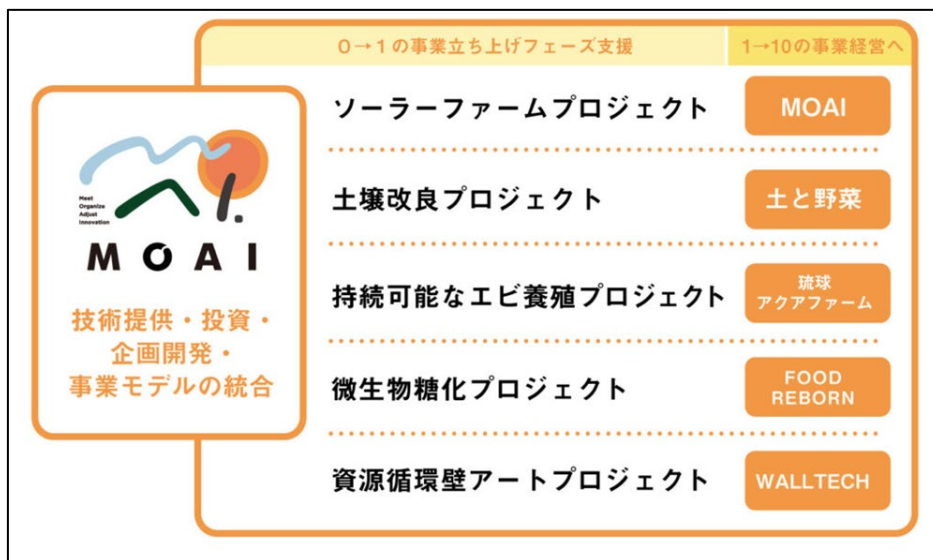 0→1の事業立ち上げフェーズ支援
1→10の事業経営へ
Meet
Organize
Adjust
Innovation
MOAI
技術提供・投資・
企画開発・
事業モデルの統合
ソーラーファームプロジェクト
MOAI
土壌改良プロジェクト
土と野菜
持続可能なエビ養殖プロジェクト
琉球
アクアファーム
微生物糖化プロジェクト
FOOD
REBORN
資源循環壁アートプロジェクト
WALLTECH